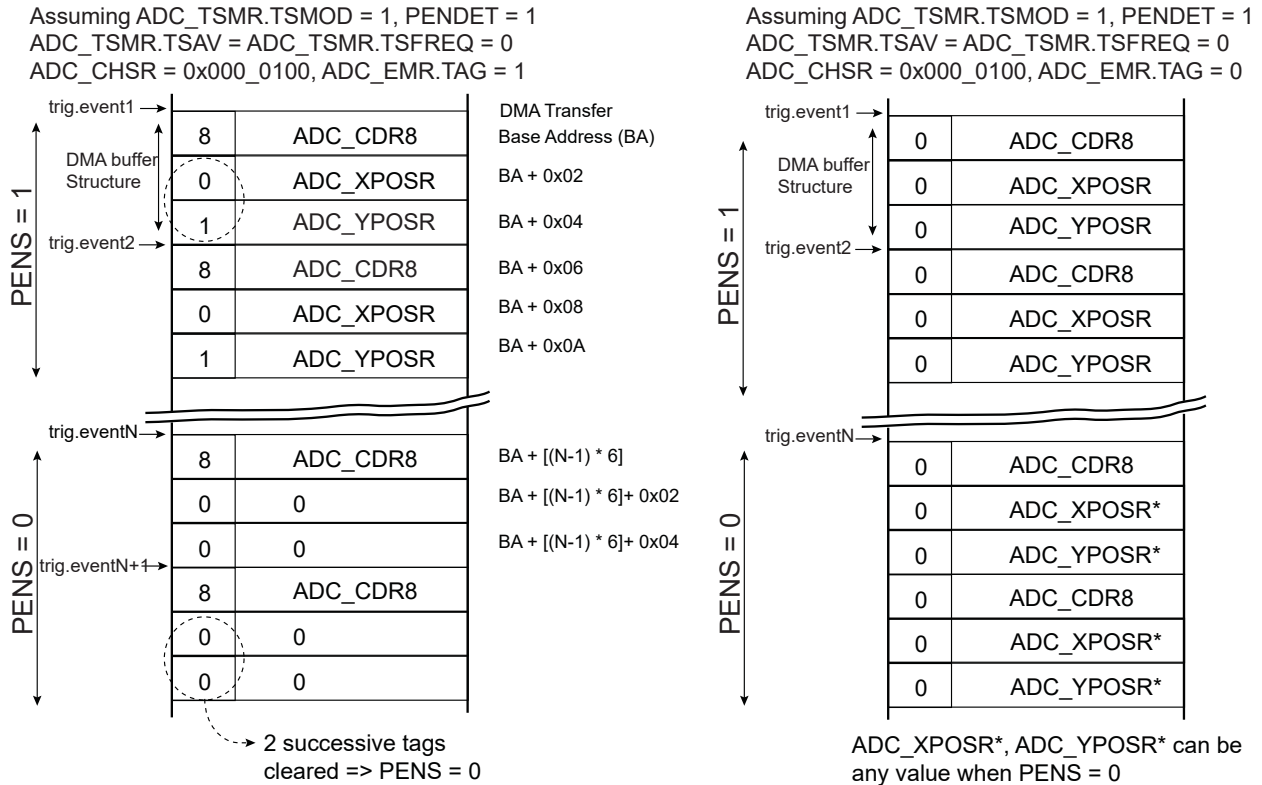 Assuming ADC_TSMR.TSMOD = 1, PENDET = 1
ADC_TSMR.TSAV = ADC_TSMR.TSFREQ = 0
ADC_CHSR = 0x000_0100, ADC_EMR.TAG = 1
trig.event1
DMA Transfer
8 ADC_CDR8 Base Address (BA)
DMA buffer
Structure
0 ADC_XPOSR BA + 0x02
1 ADC_YPOSR BA + 0x04
PENS = 1
trig.event2
8 ADC_CDR8 BA + 0x06
0 ADC_XPOSR BA + 0x08
1 ADC_YPOSR BA + 0x0A
trig.eventN
8 ADC_CDR8 BA + [(N-1) * 6]
0 0 BA + [(N-1) * 6]+ 0x02
0 0 BA + [(N-1) * 6]+ 0x04
PENS = 0
trig.eventN+1
8 ADC_CDR8
0 0
0 0
2 successive tags
cleared => PENS = 0
Assuming ADC_TSMR.TSMOD = 1, PENDET = 1
ADC_TSMR.TSAV = ADC_TSMR.TSFREQ = 0
ADC_CHSR = 0x000_0100, ADC_EMR.TAG = 0
trig.event1
0 ADC_CDR8
DMA buffer
Structure
0 ADC_XPOSR
0 ADC_YPOSR
PENS = 1
trig.event2
0 ADC_CDR8
0 ADC_XPOSR
0 ADC_YPOSR
trig.eventN
0 ADC_CDR8
0 ADC_XPOSR*
0 ADC_YPOSR*
PENS = 0
0 ADC_CDR8
0 ADC_XPOSR*
0 ADC_YPOSR*
ADC_XPOSR*, ADC_YPOSR* can be
any value when PENS = 0